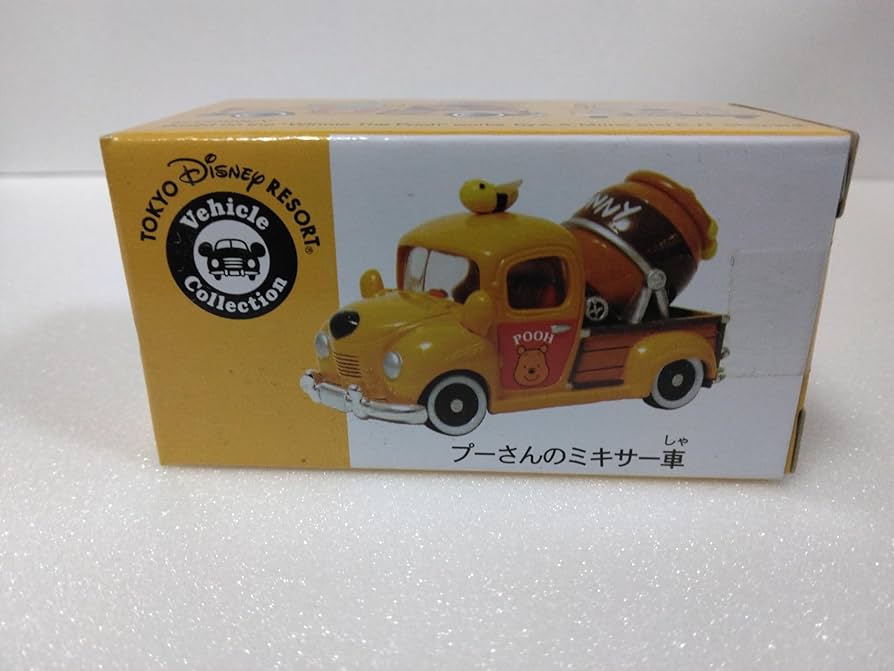 TOKYO Disney RESORT®
Vehicle
Collection
HUNNY
POOH
しゃ
プーさんのミキサー車